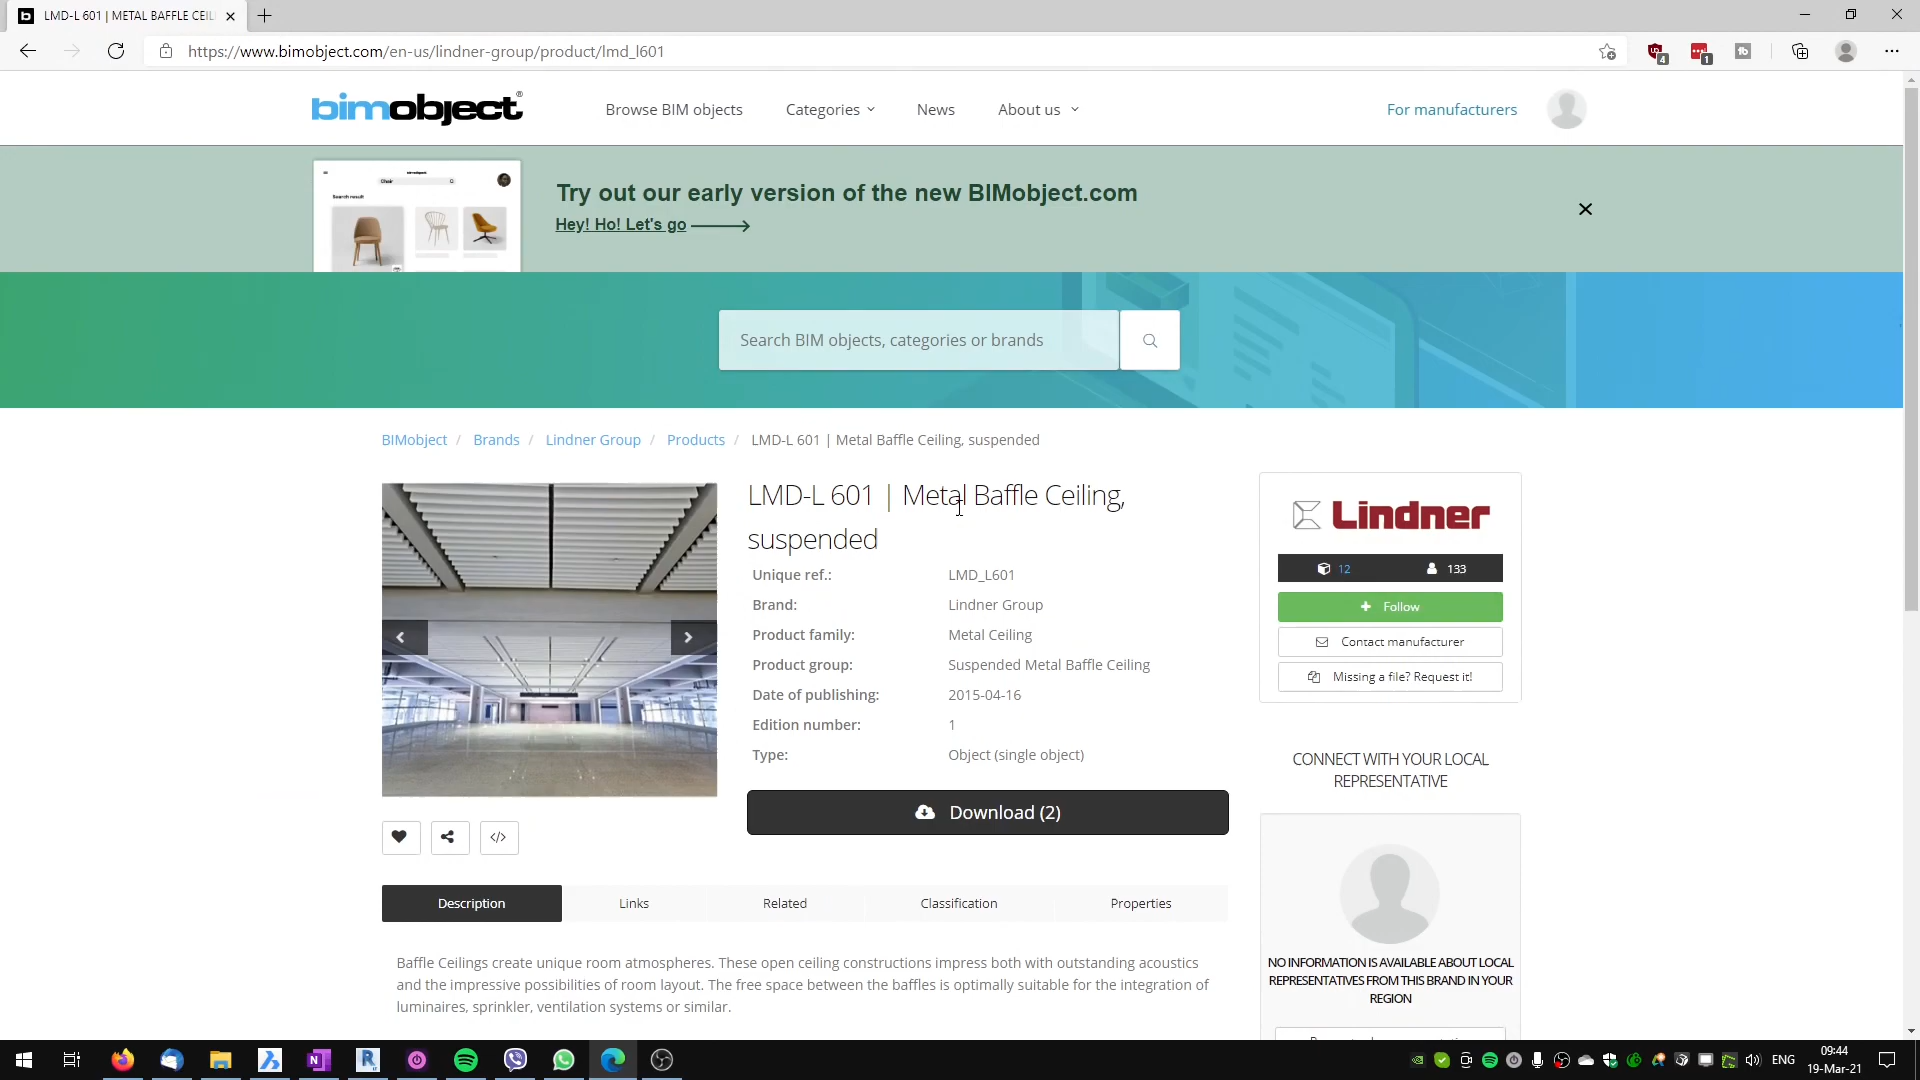 LMD-L 601 | METAL BAFFLE CEIL
https://www.bimobject.com/en-us/lindner-group/product/lmd_l601
4
1
bimobject®
Browse BIM objects
Categories
News
About us
For manufacturers
Chair
Search result
Try out our early version of the new BIMobject.com
Hey! Ho! Let's go
Search BIM objects, categories or brands
BIMobject / Brands / Lindner Group / Products / LMD-L 601 | Metal Baffle Ceiling, suspended
LMD-L 601 | Metal Baffle Ceiling,
suspended
Unique ref.: LMD_L601
Brand: Lindner Group
Product family: Metal Ceiling
Product group: Suspended Metal Baffle Ceiling
Date of publishing: 2015-04-16
Edition number: 1
Type: Object (single object)
Download (2)
Lindner
12 133
Follow
Contact manufacturer
Missing a file? Request it!
CONNECT WITH YOUR LOCAL
REPRESENTATIVE
NO INFORMATION IS AVAILABLE ABOUT LOCAL
REPRESENTATIVES FROM THIS BRAND IN YOUR
REGION
Description
Links
Related
Classification
Properties
Baffle Ceilings create unique room atmospheres. These open ceiling constructions impress both with outstanding acoustics
and the impressive possibilities of room layout. The free space between the baffles is optimally suitable for the integration of
luminaires, sprinkler, ventilation systems or similar.
ENG
09:44
19-Mar-21